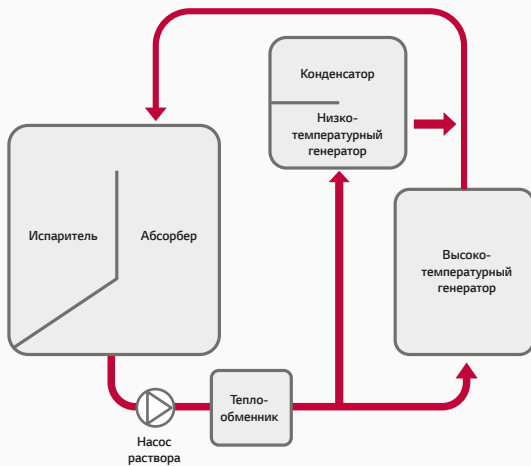 Конденсатор
Низко-
температурный
генератор
Испаритель
Абсорбер
Высоко-
температурный
генератор
Тепло-
обменник
Насос
раствора